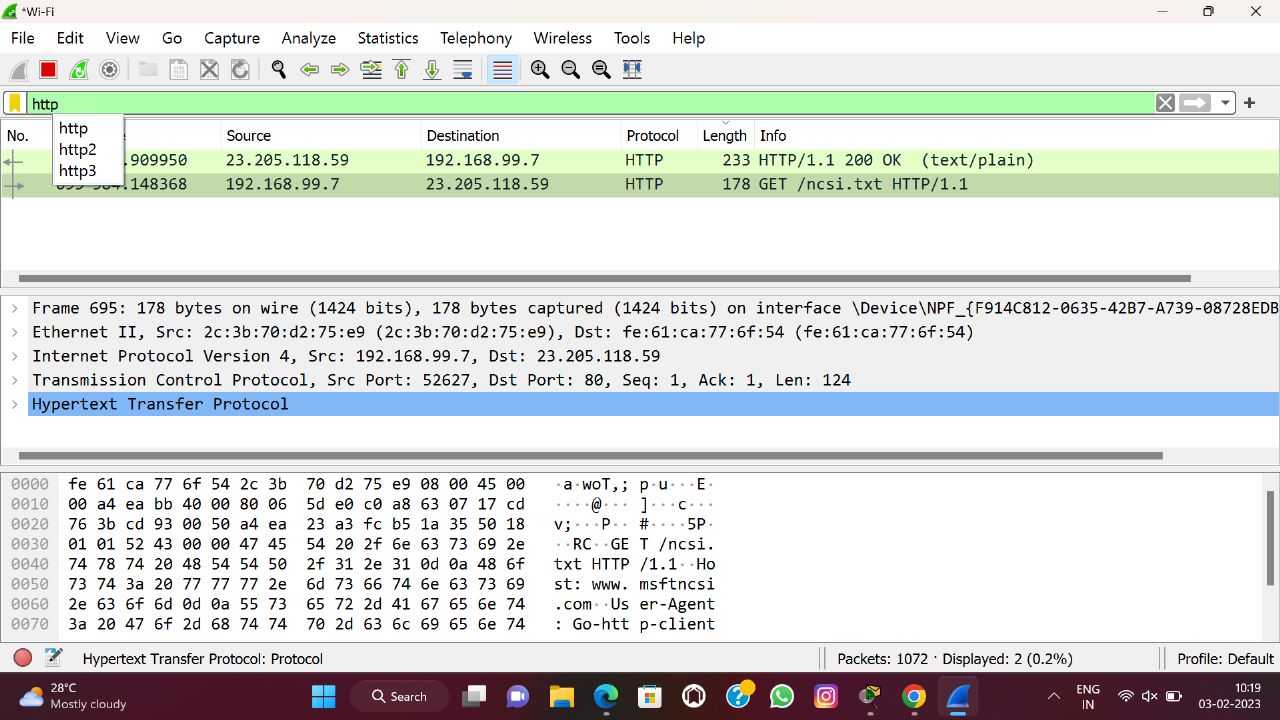 *Wi-Fi
File Edit View Go Capture Analyze Statistics Telephony Wireless Tools Help
http
No. Source Destination Protocol Length Info
http
http2
http3
.909950 23.205.118.59 192.168.99.7 HTTP 233 HTTP/1.1 200 OK (text/plain)
.148368 192.168.99.7 23.205.118.59 HTTP 178 GET /ncsi.txt HTTP/1.1
Frame 695: 178 bytes on wire (1424 bits), 178 bytes captured (1424 bits) on interface \Device\NPF_{F914C812-0635-42B7-A739-08728EDB
Ethernet II, Src: 2c:3b:70:d2:75:e9 (2c:3b:70:d2:75:e9), Dst: fe:61:ca:77:6f:54 (fe:61:ca:77:6f:54)
Internet Protocol Version 4, Src: 192.168.99.7, Dst: 23.205.118.59
Transmission Control Protocol, Src Port: 52627, Dst Port: 80, Seq: 1, Ack: 1, Len: 124
Hypertext Transfer Protocol
0000 fe 61 ca 77 6f 54 2c 3b 70 d2 75 e9 08 00 45 00 ·a·woT,; p·u···E·
0010 00 a4 ea bb 40 00 80 06 5d e0 c0 a8 63 07 17 cd ····@··· ]···c···
0020 76 3b cd 93 00 50 a4 ea 23 a3 fc b5 1a 35 50 18 v;···P·· #····5P·
0030 01 01 52 43 00 00 47 45 54 20 2f 6e 63 73 69 2e ··RC··GE T /ncsi.
0040 74 78 74 20 48 54 54 50 2f 31 2e 31 0d 0a 48 6f txt HTTP /1.1··Ho
0050 73 74 3a 20 77 77 77 2e 6d 73 66 74 6e 63 73 69 st: www. msftncsi
0060 2e 63 6f 6d 0d 0a 55 73 65 72 2d 41 67 65 6e 74 .com··Us er-Agent
0070 3a 20 47 6f 2d 68 74 74 70 2d 63 6c 69 65 6e 74 : Go-htt p-client
Hypertext Transfer Protocol: Protocol Packets: 1072 · Displayed: 2 (0.2%) Profile: Default
28°C
Mostly cloudy
Search
ENG
IN
10:19
03-02-2023